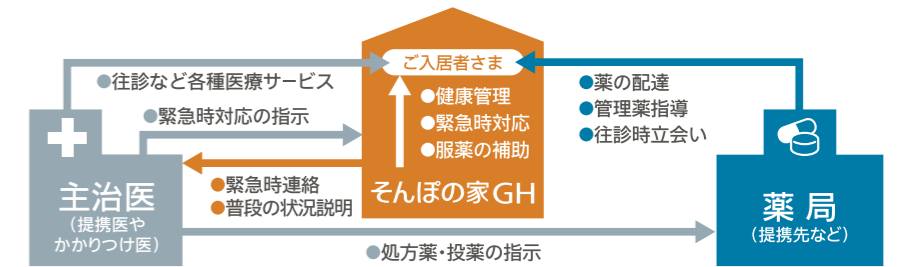 ご入居者さま
●往診など各種医療サービス
●緊急時対応の指示
●健康管理
●緊急時対応
●服薬の補助
●薬の配達
●管理薬指導
●往診時立会い
●緊急時連絡
●普段の状況説明
そんぽの家GH
主治医
(提携医や
かかりつけ医)
薬局
(提携先など)
●処方薬・投薬の指示